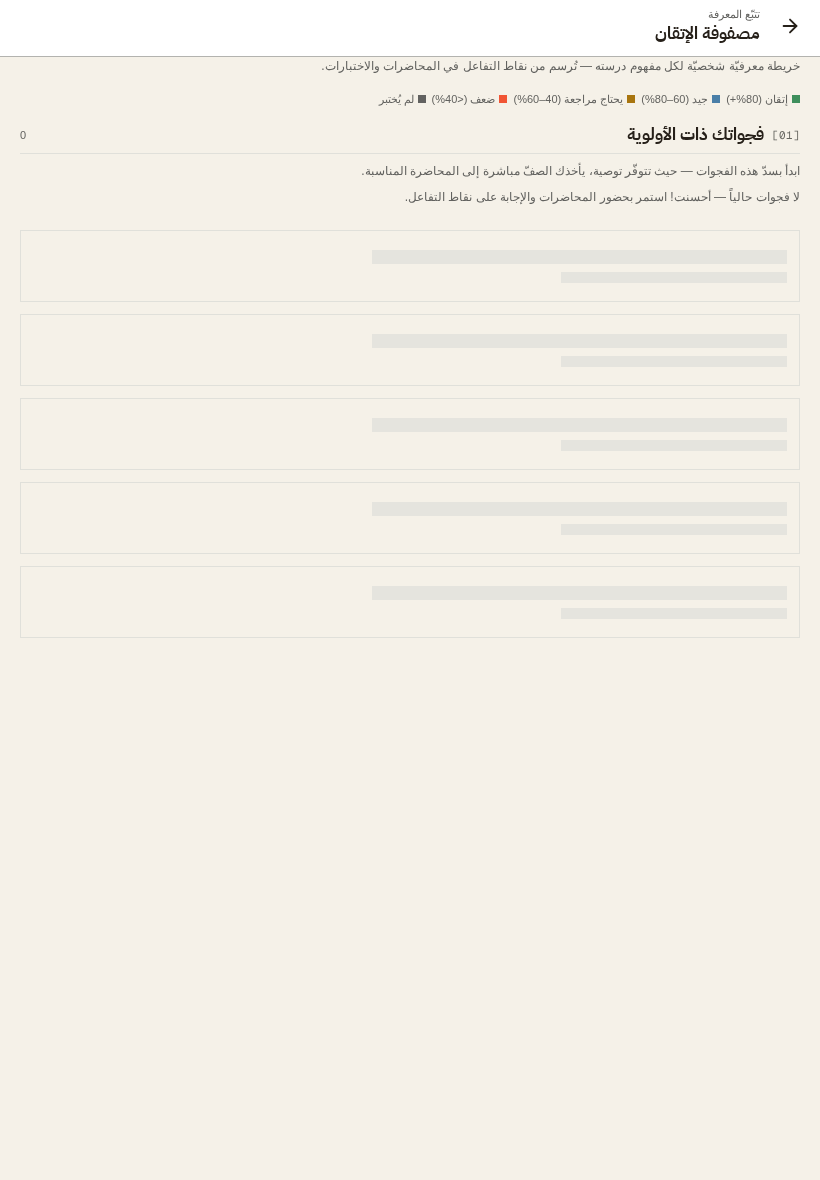 تتبّع المعرفة
مصفوفة الإتقان
خريطة معرفيّة شخصيّة لكل مفهوم درسته — تُرسم من نقاط التفاعل في المحاضرات والاختبارات.
إتقان (80%+) جيد (60–80%) يحتاج مراجعة (40–60%) ضعف (<40%) لم يُختبر
[01] فجواتك ذات الأولوية 0
ابدأ بسدّ هذه الفجوات — حيث تتوفّر توصية، يأخذك الصفّ مباشرة إلى المحاضرة المناسبة.
لا فجوات حالياً — أحسنت! استمر بحضور المحاضرات والإجابة على نقاط التفاعل.